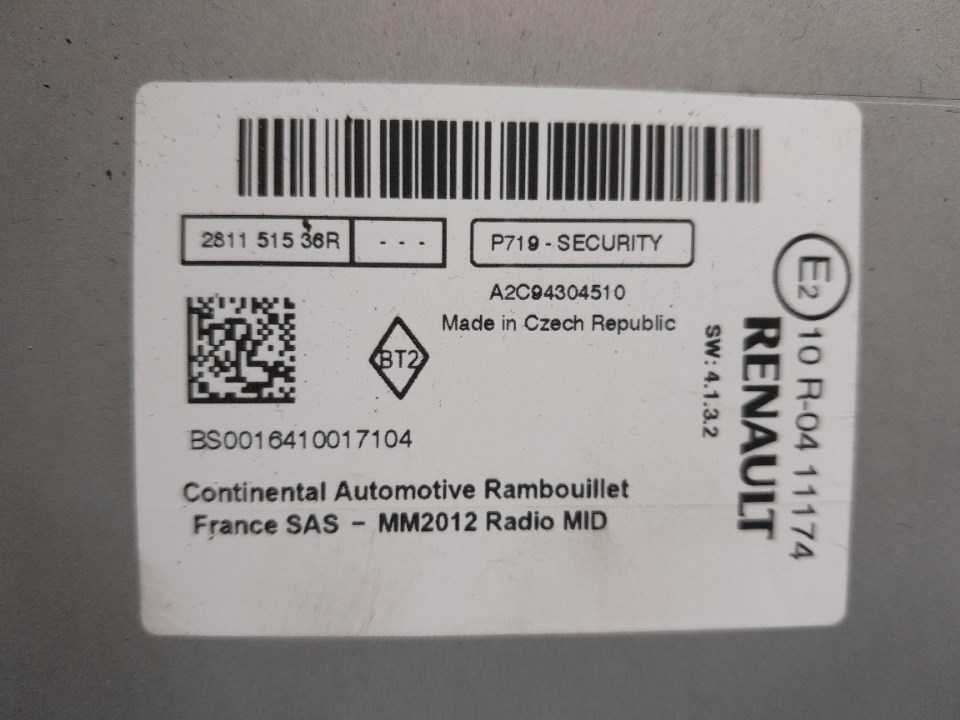 2811 515 36R
- - -
P719 - SECURITY
A2C94304510
Made in Czech Republic
BT2
BS0016410017104
Continental Automotive Rambouillet
France SAS – MM2012 Radio MID
SW: 4.1.3.2
RENAULT
E2 10 R-04 11174